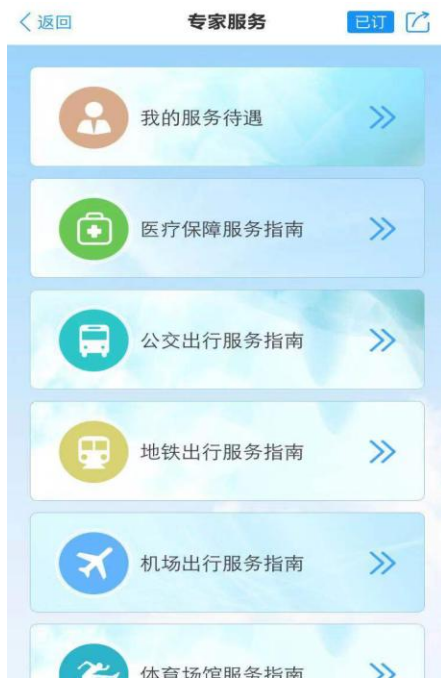 返回
专家服务
已订
我的服务待遇
医疗保障服务指南
公交出行服务指南
地铁出行服务指南
机场出行服务指南
体育场馆服务指南